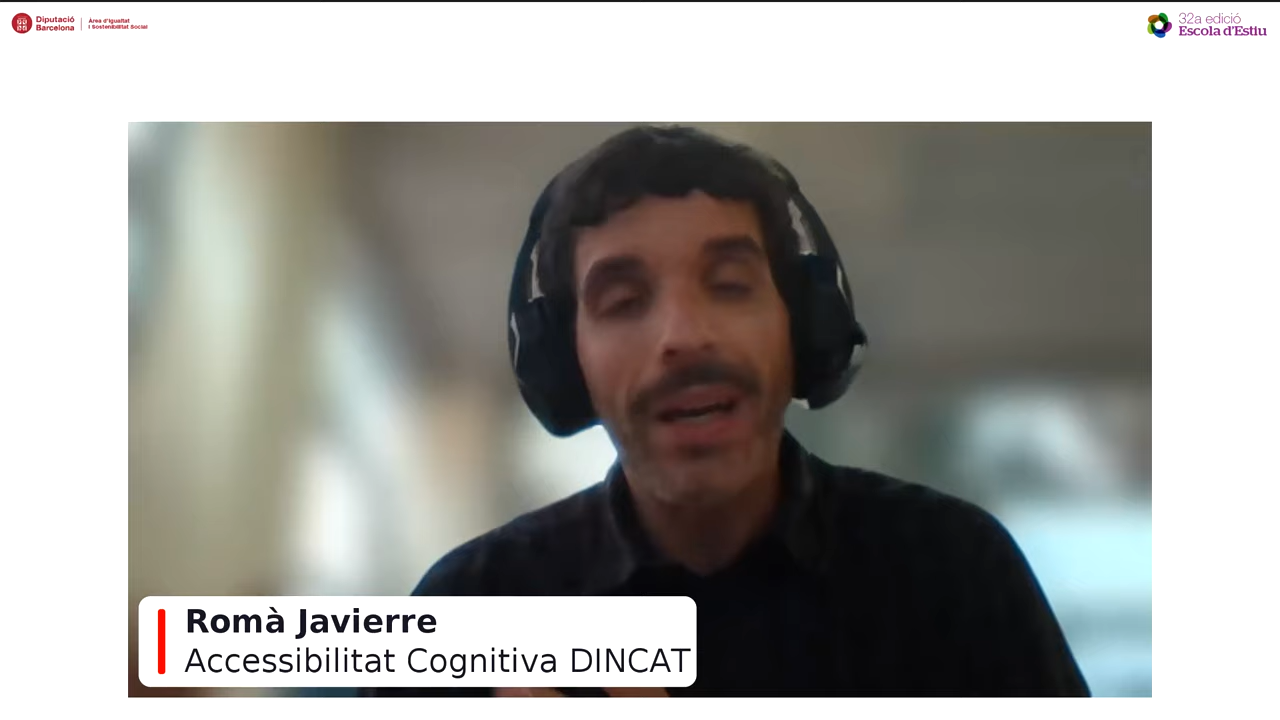 Diputació
Barcelona
Àrea d'Igualtat
i Sostenibilitat Social
32a edició
Escola d'Estiu
Romà Javierre
Accessibilitat Cognitiva DINCAT